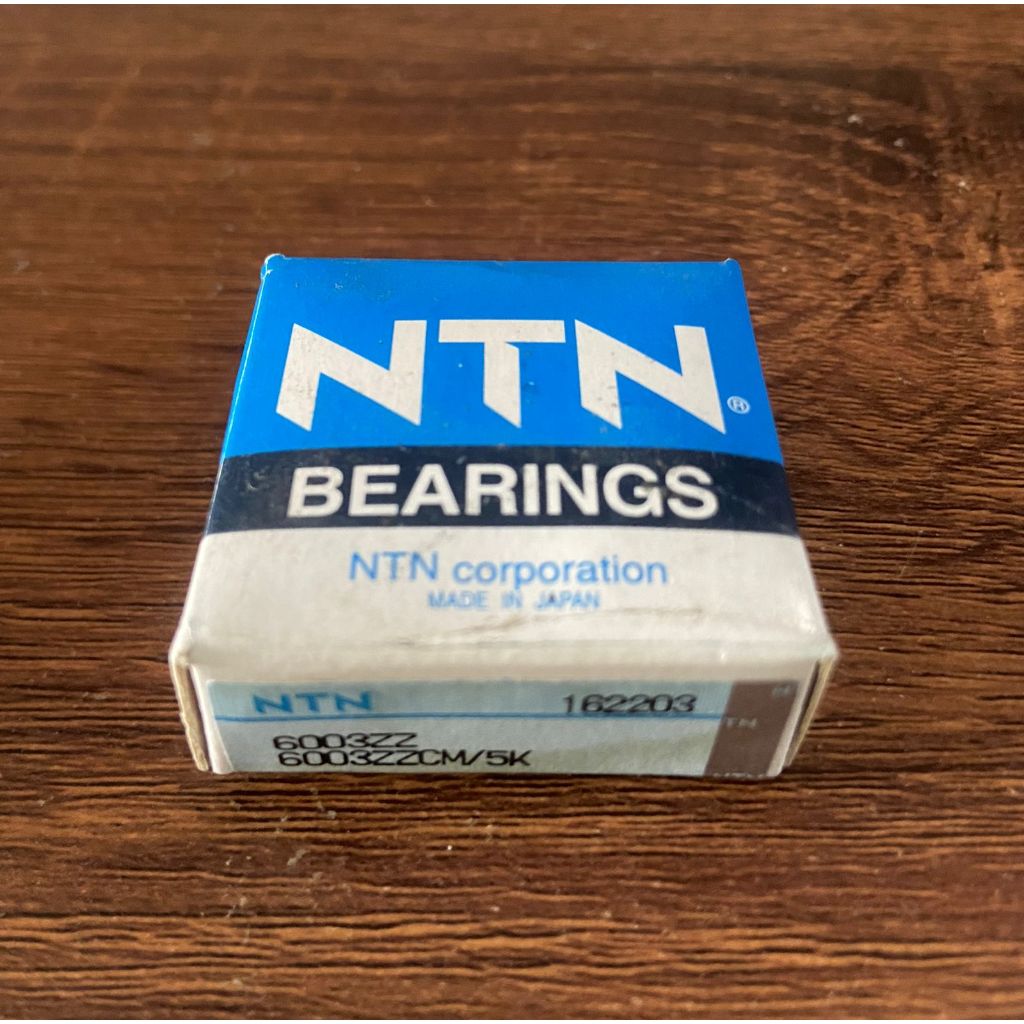 NTN®
BEARINGS
NTN corporation
MADE IN JAPAN
NTN 162203
6003ZZ
6003ZZCM/5K